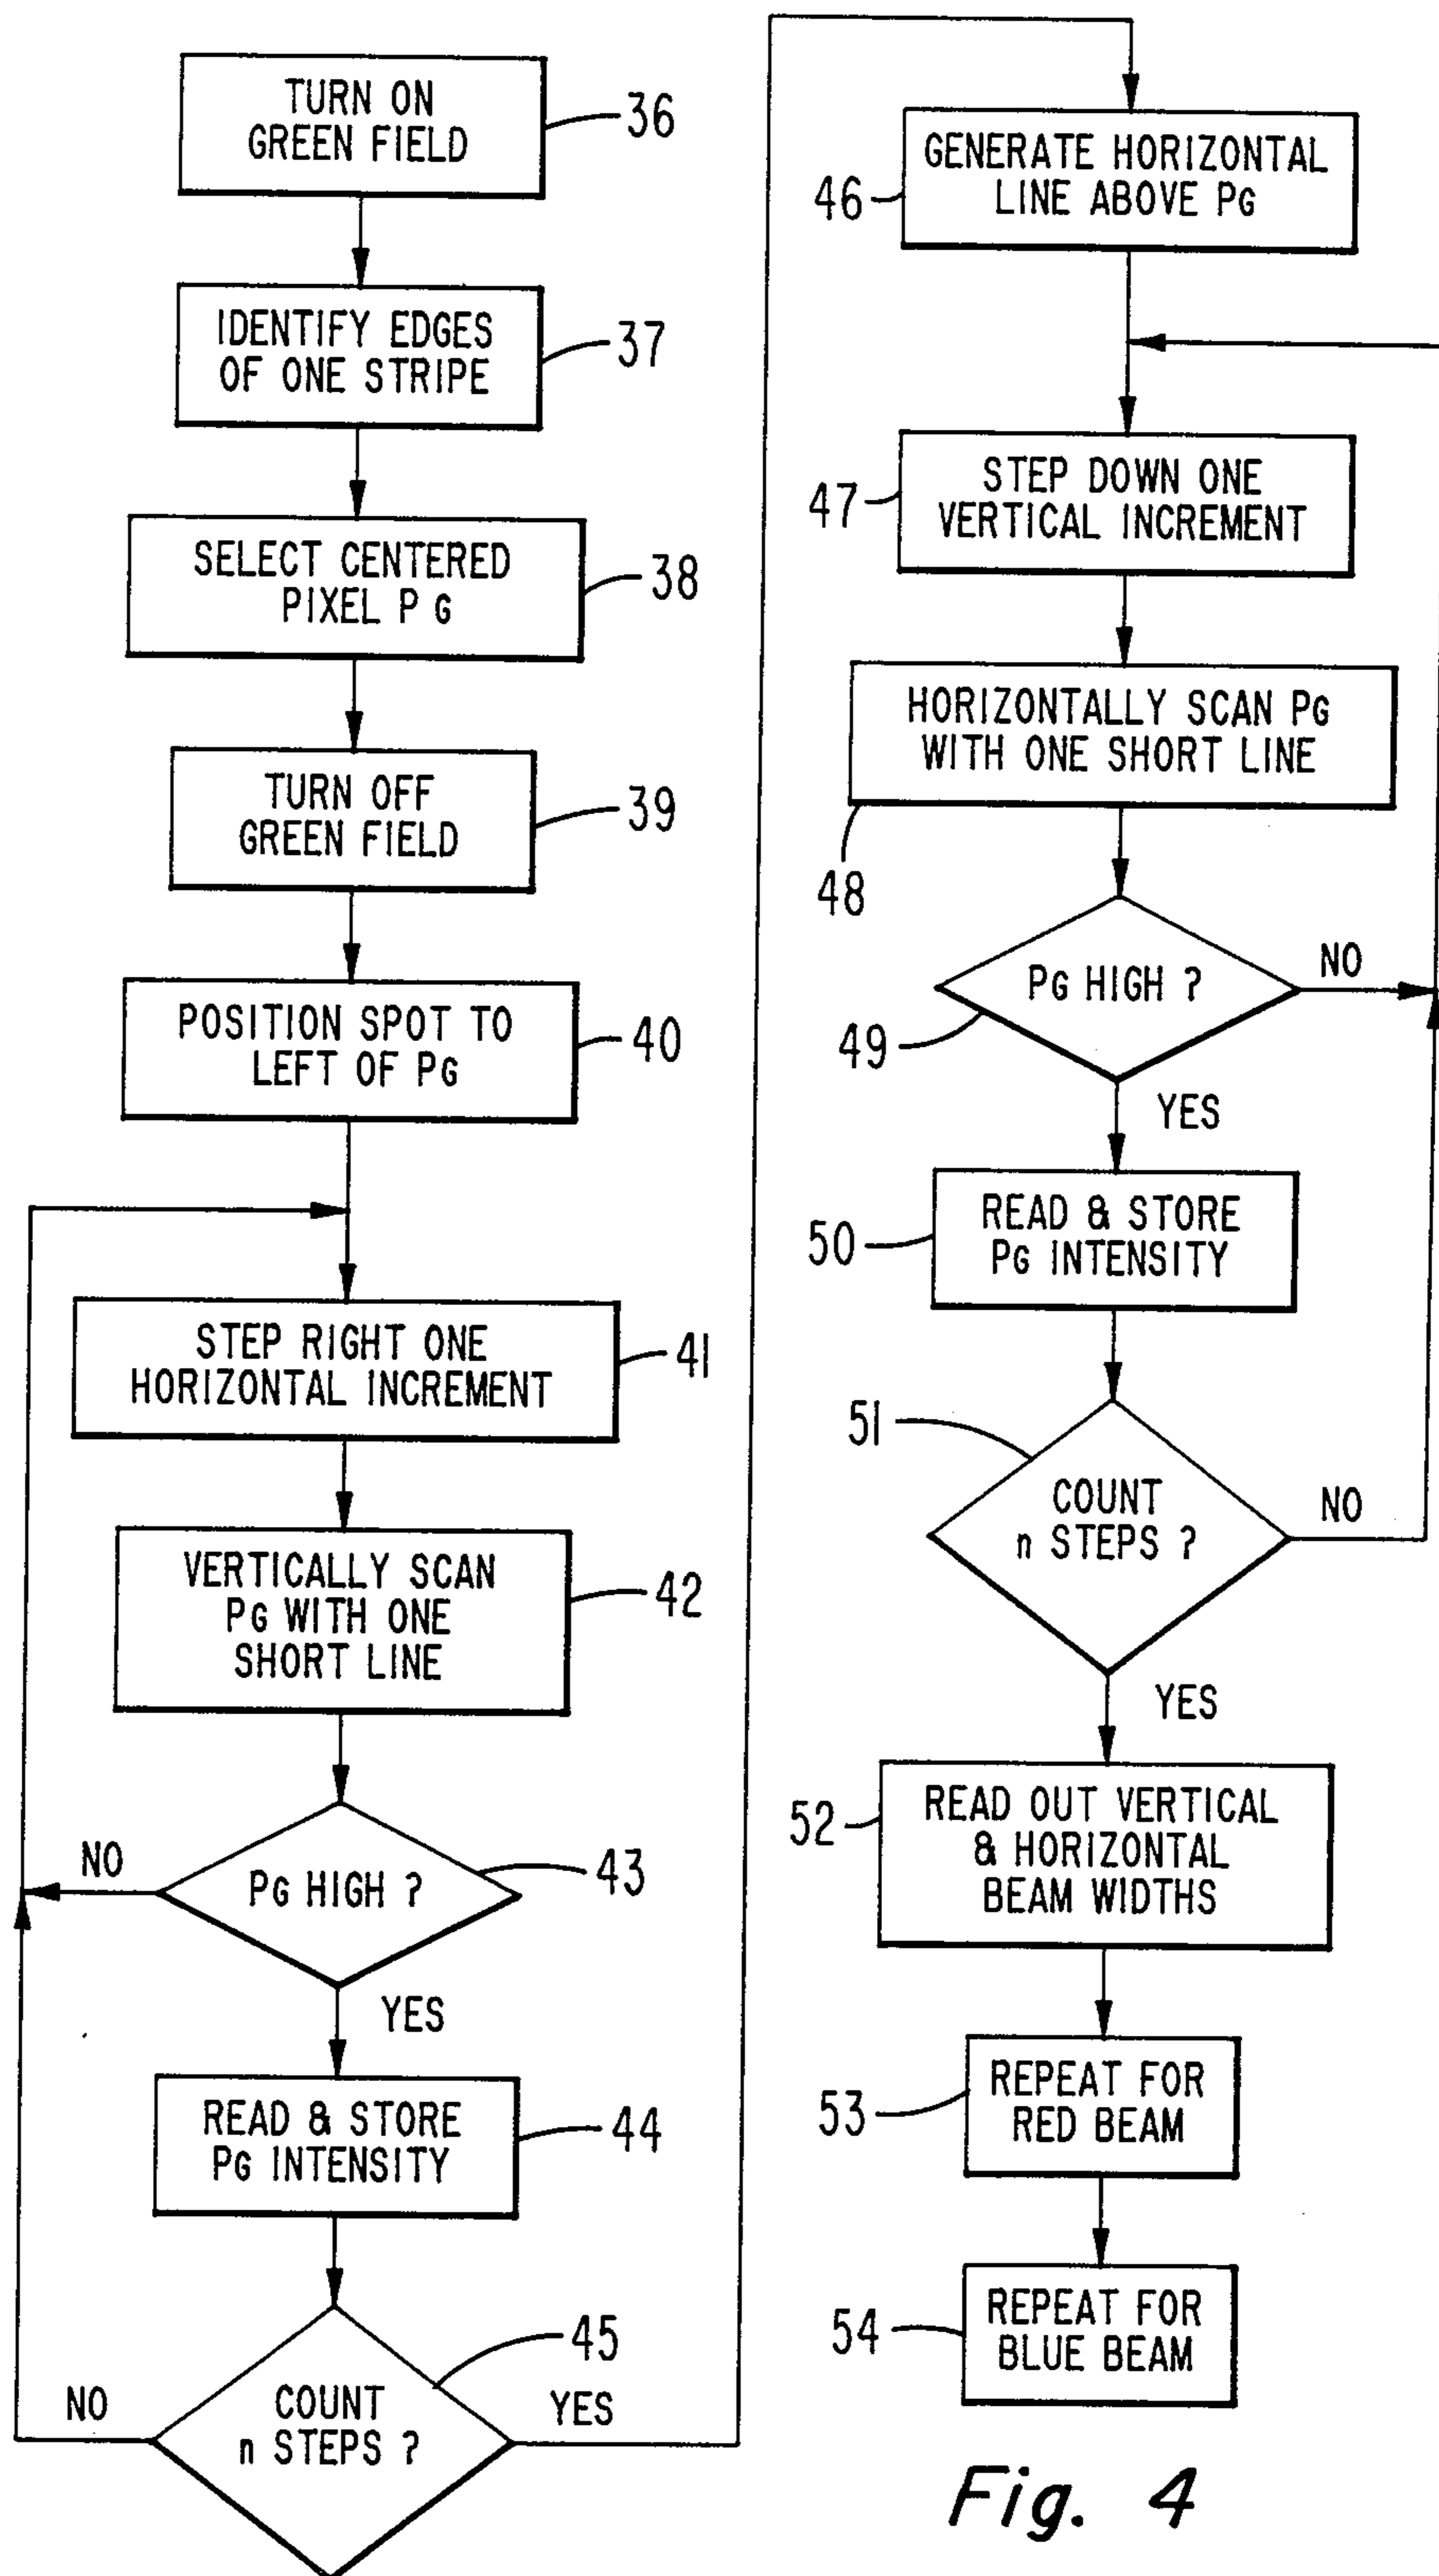 TURN ON
GREEN FIELD
36
IDENTIFY EDGES
OF ONE STRIPE
37
SELECT CENTERED
PIXEL P G
38
TURN OFF
GREEN FIELD
39
POSITION SPOT TO
LEFT OF PG
40
STEP RIGHT ONE
HORIZONTAL INCREMENT
41
VERTICALLY SCAN
PG WITH ONE
SHORT LINE
42
PG HIGH ?
43
NO
YES
READ & STORE
PG INTENSITY
44
COUNT
n STEPS ?
45
NO
YES
GENERATE HORIZONTAL
LINE ABOVE PG
46
STEP DOWN ONE
VERTICAL INCREMENT
47
HORIZONTALLY SCAN PG
WITH ONE SHORT LINE
48
PG HIGH ?
49
NO
YES
READ & STORE
PG INTENSITY
50
COUNT
n STEPS ?
51
NO
YES
READ OUT VERTICAL
& HORIZONTAL
BEAM WIDTHS
52
REPEAT FOR
RED BEAM
53
REPEAT FOR
BLUE BEAM
54
Fig. 4